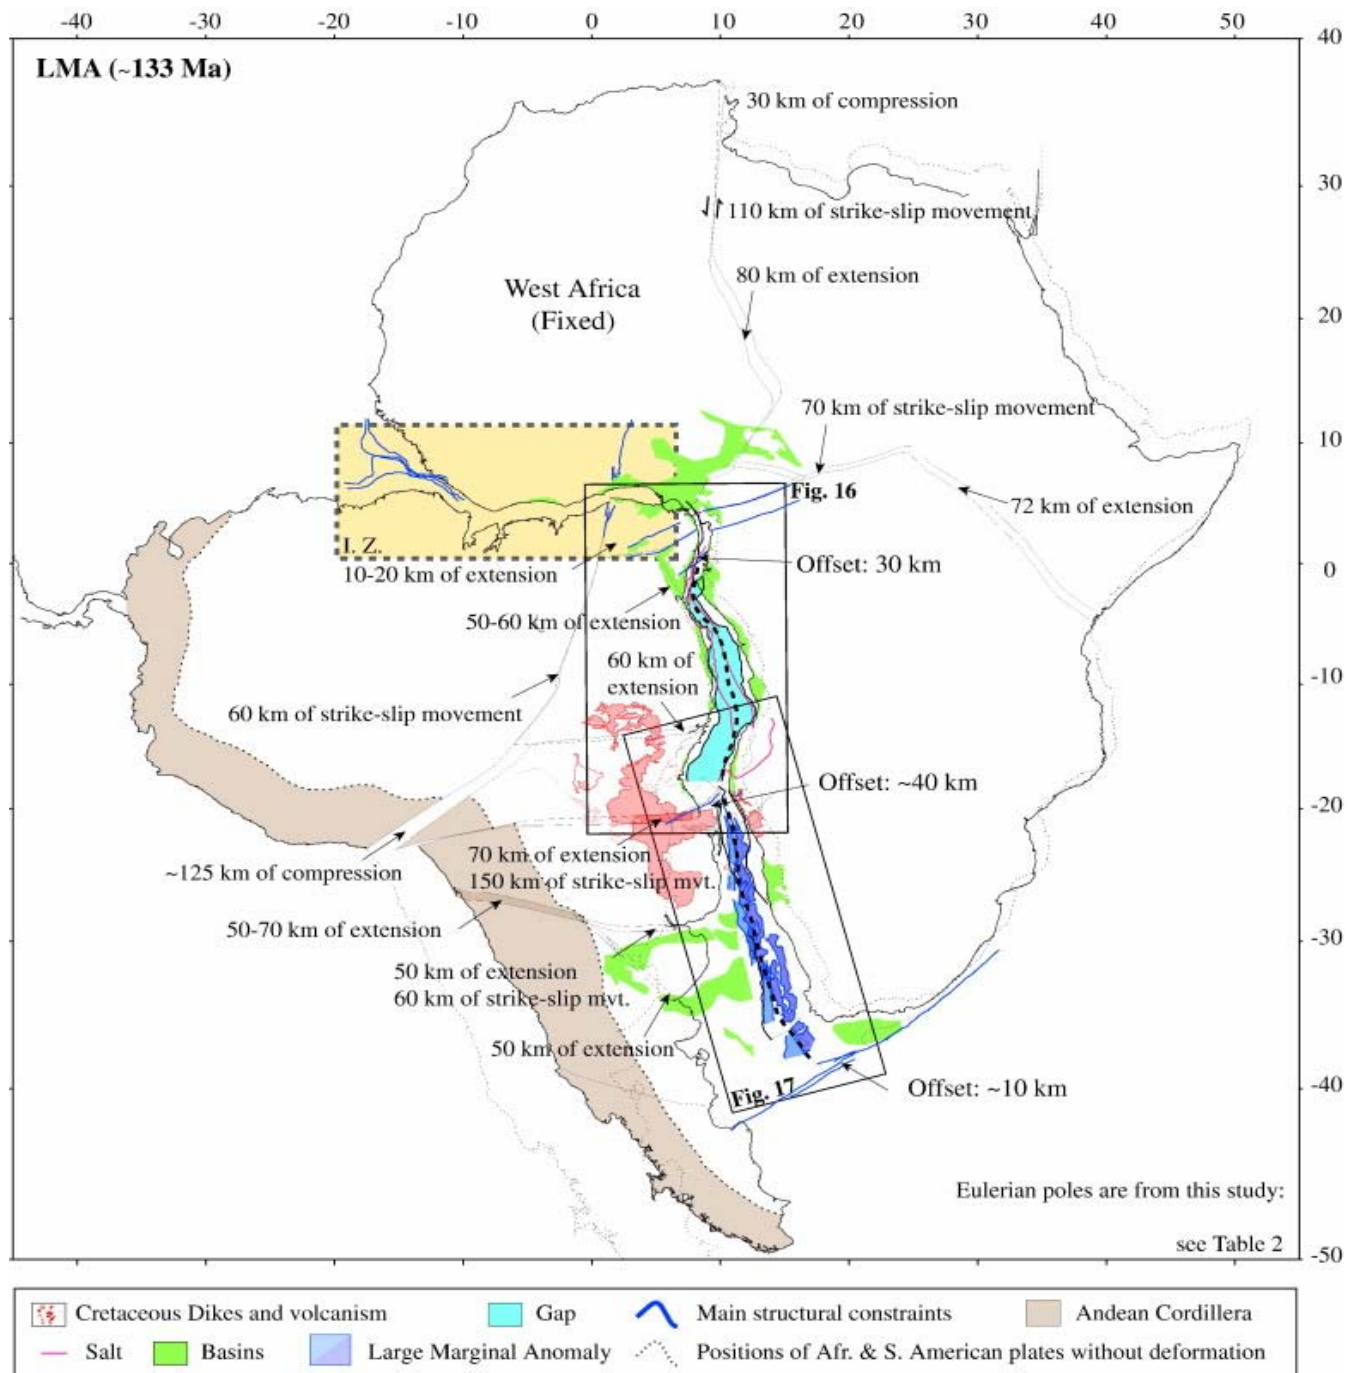 -40 -30 -20 -10 0 10 20 30 40 50
40
LMA (~133 Ma)
30 km of compression
30
110 km of strike-slip movement
80 km of extension
West Africa
(Fixed)
20
70 km of strike-slip movement
10
Fig. 16
72 km of extension
I. Z.
Offset: 30 km
0
10-20 km of extension
50-60 km of extension
60 km of
extension
-10
60 km of strike-slip movement
Offset: ~40 km
-20
70 km of extension
150 km of strike-slip mvt.
~125 km of compression
50-70 km of extension
-30
50 km of extension
60 km of strike-slip mvt.
50 km of extension
Fig. 17
Offset: ~10 km
-40
Eulerian poles are from this study:
see Table 2
-50
Cretaceous Dikes and volcanism Gap Main structural constraints Andean Cordillera
Salt Basins Large Marginal Anomaly Positions of Afr. & S. American plates without deformation